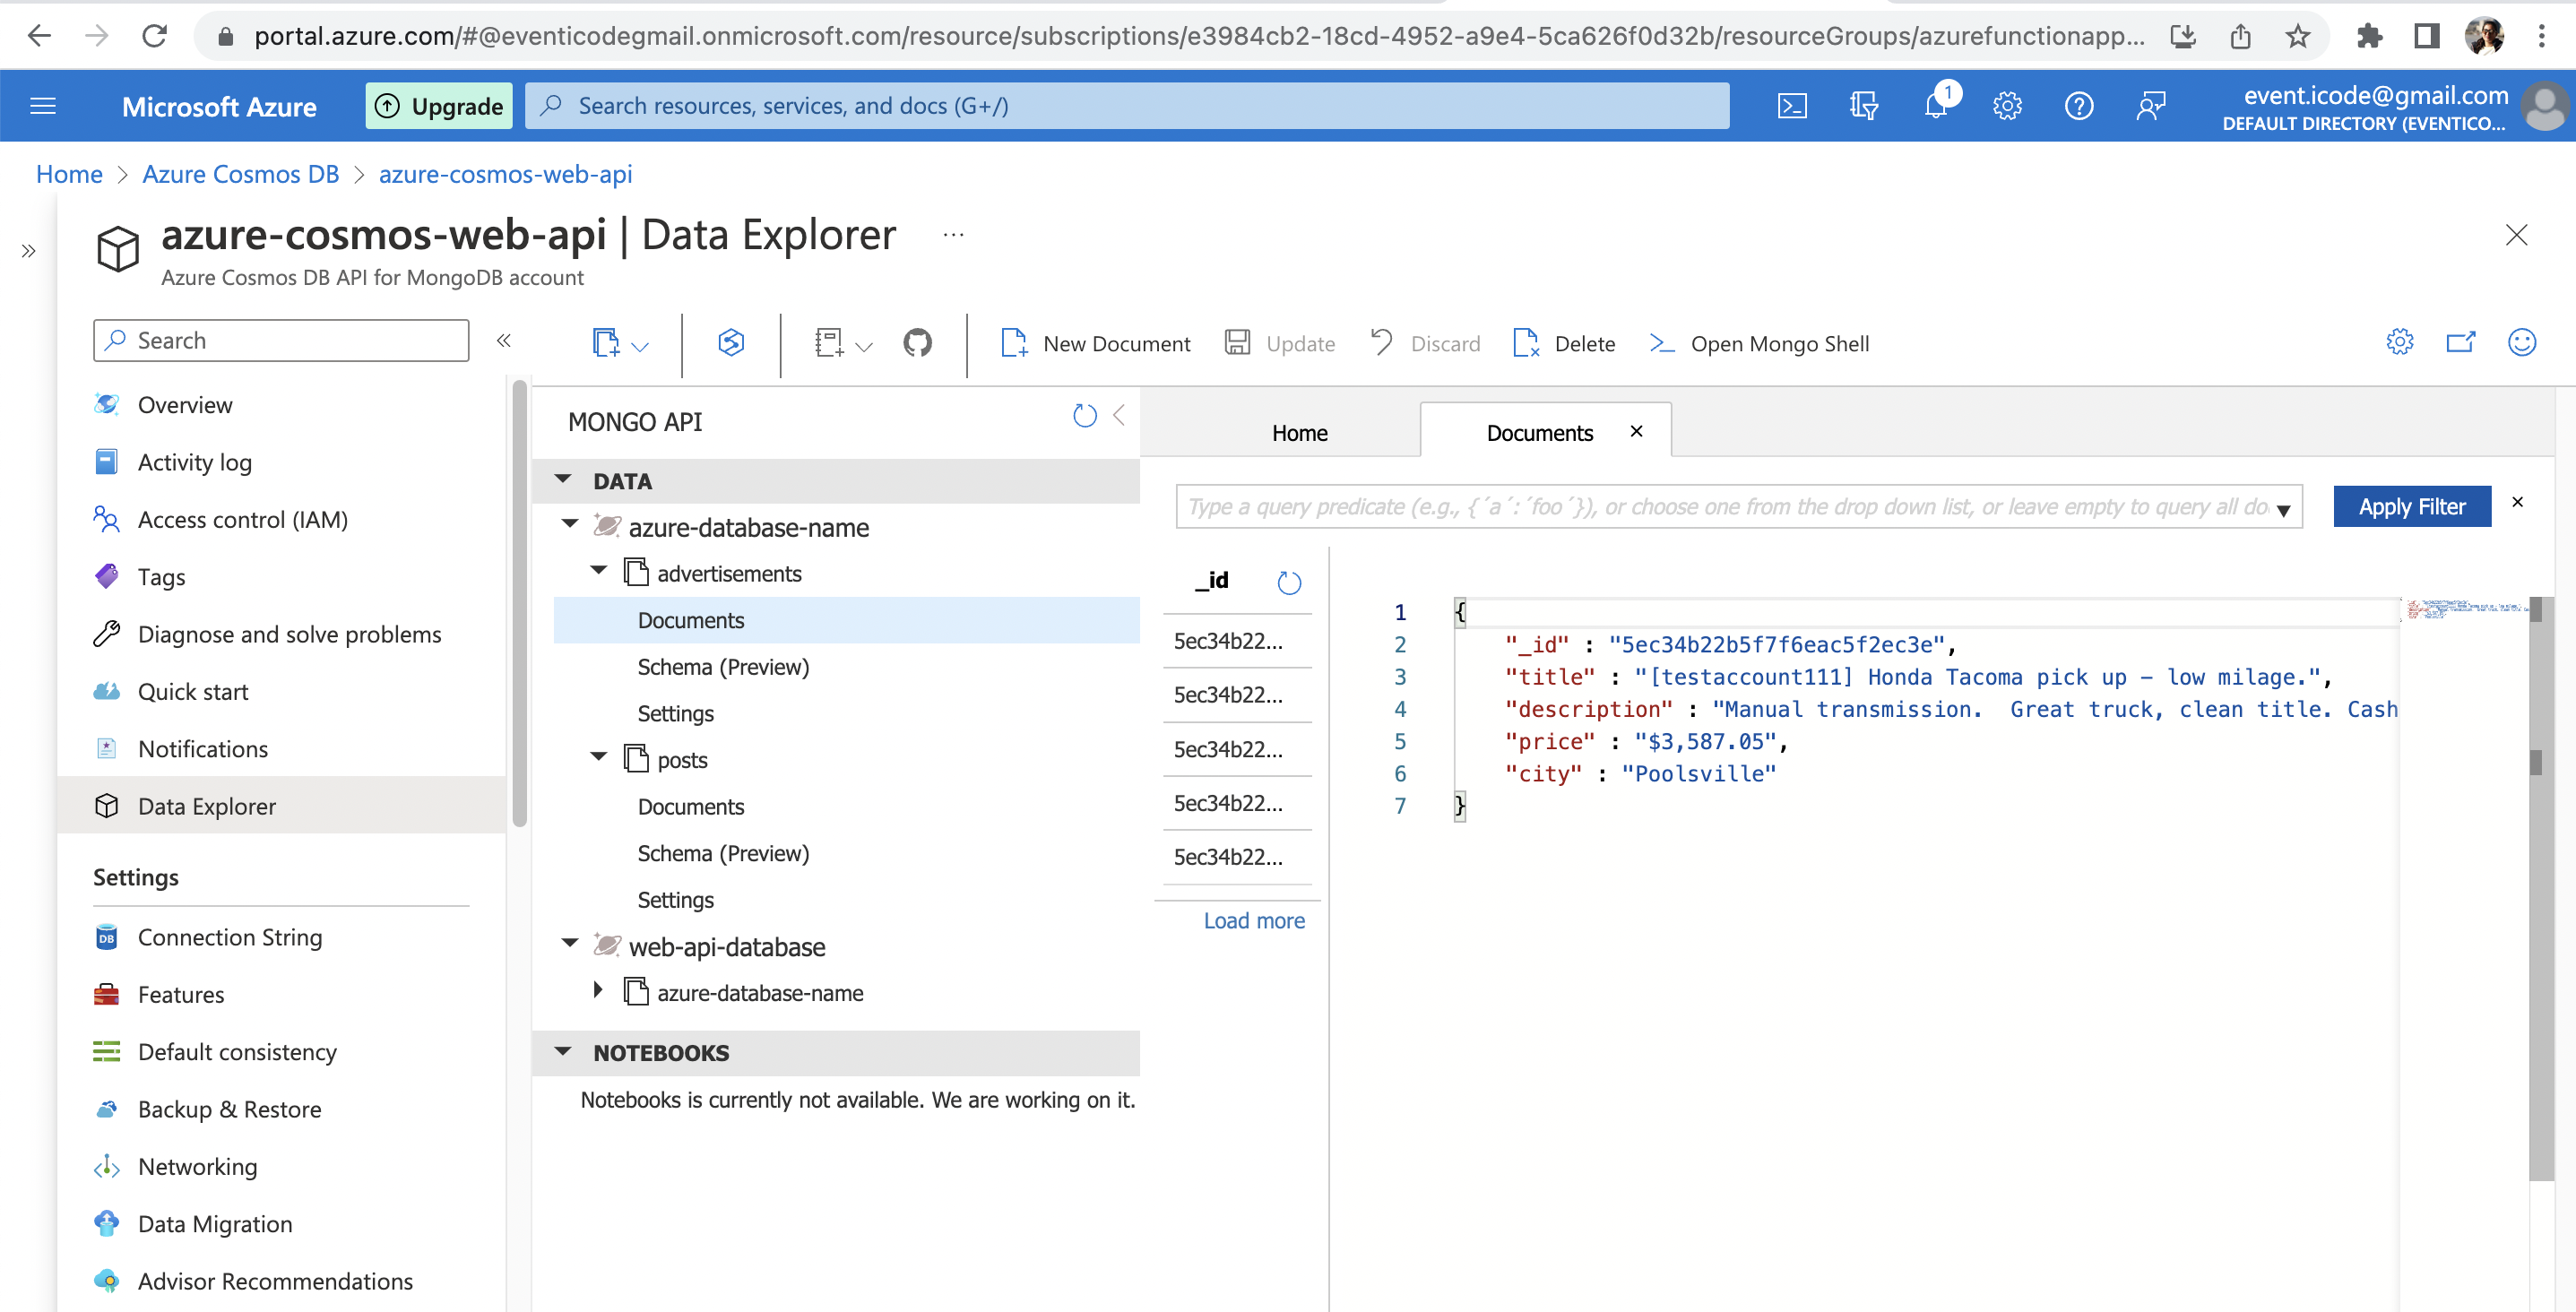 portal.azure.com/#@eventicodegmail.onmicrosoft.com/resource/subscriptions/e3984cb2-18cd-4952-a9e4-5ca626f0d32b/resourceGroups/azurefunctionapp...
Microsoft Azure
Upgrade
Search resources, services, and docs (G+/)
1
event.icode@gmail.com
DEFAULT DIRECTORY (EVENTICO...
Home > Azure Cosmos DB > azure-cosmos-web-api
azure-cosmos-web-api | Data Explorer ...
Azure Cosmos DB API for MongoDB account
Search
Overview
Activity log
Access control (IAM)
Tags
Diagnose and solve problems
Quick start
Notifications
Data Explorer
Settings
Connection String
Features
Default consistency
Backup & Restore
Networking
Data Migration
Advisor Recommendations
New Document
Update
Discard
Delete
Open Mongo Shell
MONGO API
DATA
azure-database-name
advertisements
Documents
Schema (Preview)
Settings
posts
Documents
Schema (Preview)
Settings
web-api-database
azure-database-name
NOTEBOOKS
Notebooks is currently not available. We are working on it.
Home
Documents
Type a query predicate (e.g., {´a´:´foo´}), or choose one from the drop down list, or leave empty to query all do
Apply Filter
_id
5ec34b22...
5ec34b22...
5ec34b22...
5ec34b22...
5ec34b22...
Load more
1 {
2 "_id" : "5ec34b22b5f7f6eac5f2ec3e",
3 "title" : "[testaccount111] Honda Tacoma pick up - low milage.",
4 "description" : "Manual transmission.  Great truck, clean title. Cash
5 "price" : "$3,587.05",
6 "city" : "Poolsville"
7 }